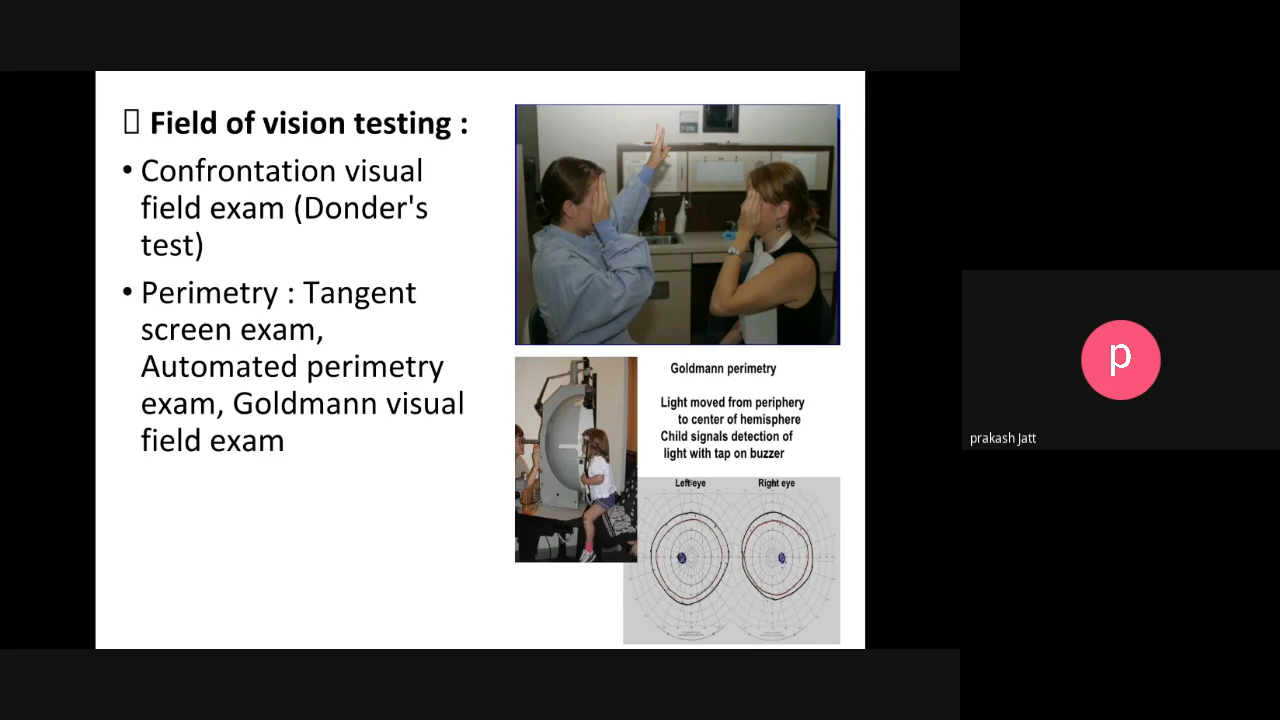 Field of vision testing :
• Confrontation visual
field exam (Donder's
test)
• Perimetry : Tangent
screen exam,
Automated perimetry
exam, Goldmann visual
field exam
Goldmann perimetry
Light moved from periphery
to center of hemisphere
Child signals detection of
light with tap on buzzer
Left eye
Right eye
p
prakash Jatt